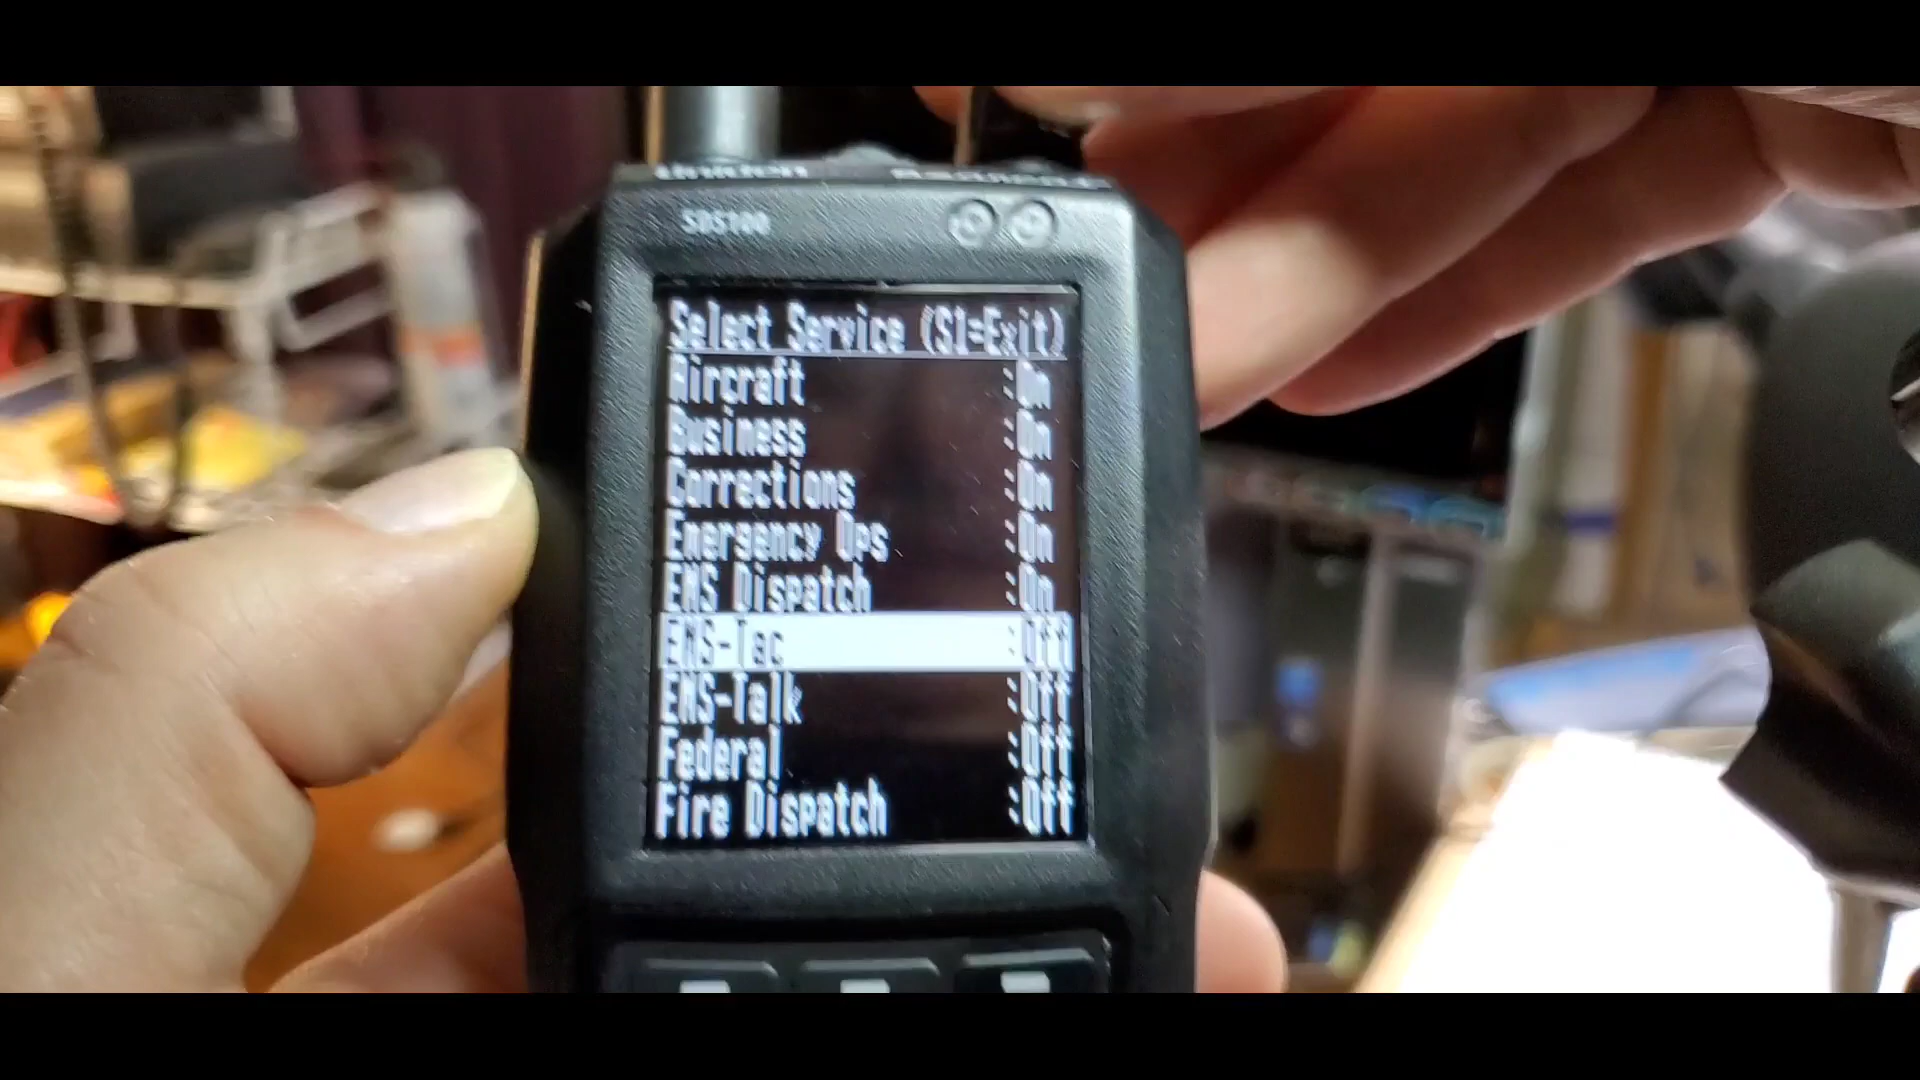 Uniden
SDS100
Select Service (S1=Exit)
Aircraft :On
Business :On
Corrections :On
Emergency Ops :On
EMS Dispatch :On
EMS-Tac :Off
EMS-Talk :Off
Federal :Off
Fire Dispatch :Off